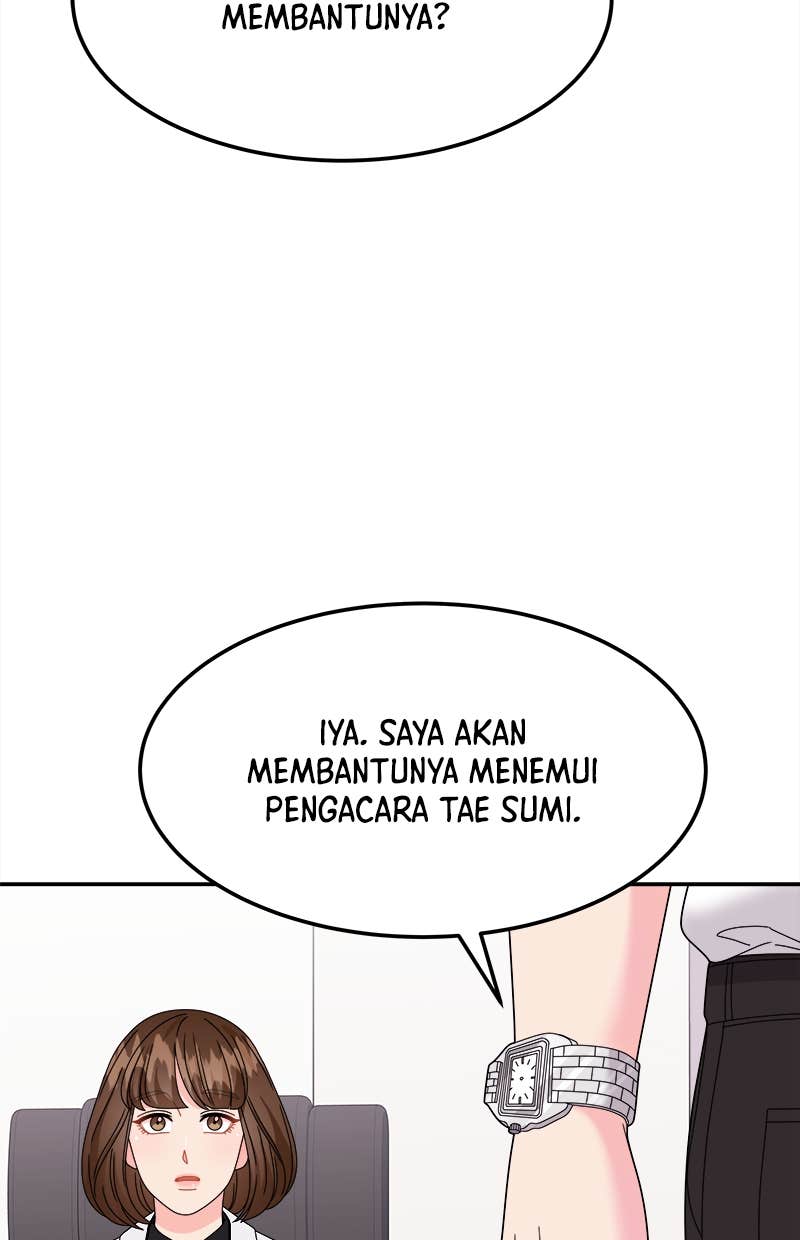 MEMBANTUNYA?
IYA. SAYA AKAN
MEMBANTUNYA MENEMUI
PENGACARA TAE SUMI.